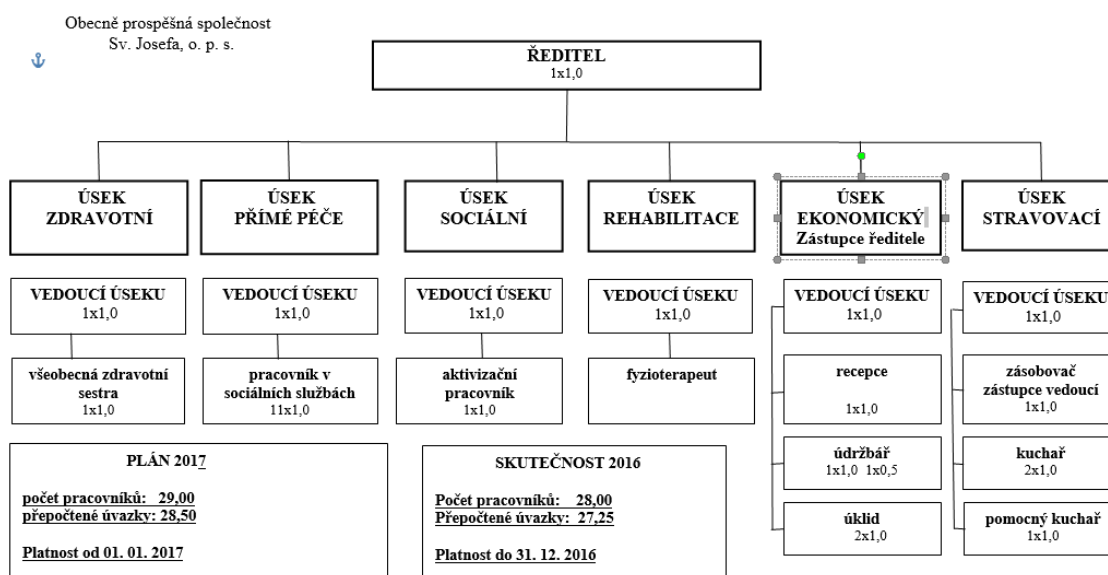 Obecně prospěšná společnost
Sv. Josefa, o. p. s.
ŘEDITEL
1x1,0
ÚSEK
ZDRAVOTNÍ
ÚSEK
PŘÍMÉ PÉČE
ÚSEK
SOCIÁLNÍ
ÚSEK
REHABILITACE
ÚSEK
EKONOMICKÝ
Zástupce ředitele
ÚSEK
STRAVOVACÍ
VEDOUCÍ ÚSEKU
1x1,0
VEDOUCÍ ÚSEKU
1x1,0
VEDOUCÍ ÚSEKU
1x1,0
VEDOUCÍ ÚSEKU
1x1,0
VEDOUCÍ ÚSEKU
1x1,0
VEDOUCÍ ÚSEKU
1x1,0
všeobecná zdravotní
sestra
1x1,0
pracovník v
sociálních službách
11x1,0
aktivizační
pracovník
1x1,0
fyzioterapeut
recepce
1x1,0
zásobovač
zástupce vedoucí
1x1,0
údržbář
1x1,0 1x0,5
kuchař
2x1,0
úklid
2x1,0
pomocný kuchař
1x1,0
PLÁN 2017
počet pracovníků: 29,00
přepočtené úvazky: 28,50
Platnost od 01. 01. 2017
SKUTEČNOST 2016
Počet pracovníků: 28,00
Přepočtené úvazky: 27,25
Platnost do 31. 12. 2016